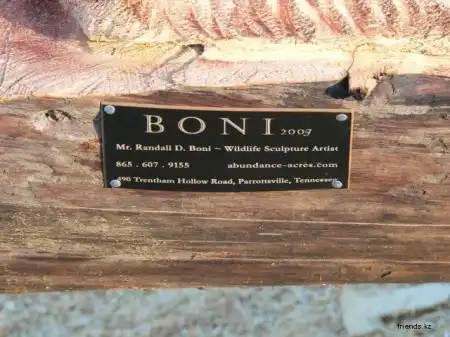 BONI 2009
Mr. Randall D. Boni ~ Wildlife Sculpture Artist
865 . 607 . 9155 abundance-acres.com
490 Trentham Hollow Road, Parrottsville, Tennessee
friends.kz